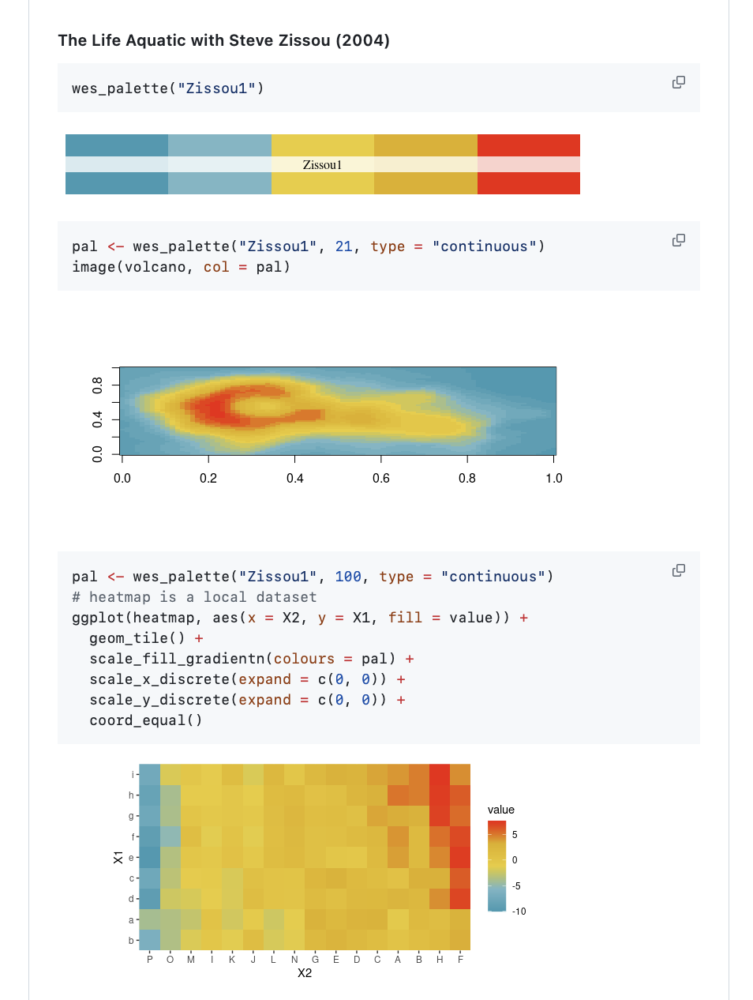 The Life Aquatic with Steve Zissou (2004)
wes_palette("Zissou1")
Zissou1
pal <- wes_palette("Zissou1", 21, type = "continuous")
image(volcano, col = pal)
0.8
0.4
0.0
0.0 0.2 0.4 0.6 0.8 1.0
pal <- wes_palette("Zissou1", 100, type = "continuous")
# heatmap is a local dataset
ggplot(heatmap, aes(x = X2, y = X1, fill = value)) +
  geom_tile() +
  scale_fill_gradientn(colours = pal) +
  scale_x_discrete(expand = c(0, 0)) +
  scale_y_discrete(expand = c(0, 0)) +
  coord_equal()
X1
i
h
g
f
e
c
d
a
b
P O M I K J L N G E D C A B H F
X2
value
5
0
-5
-10